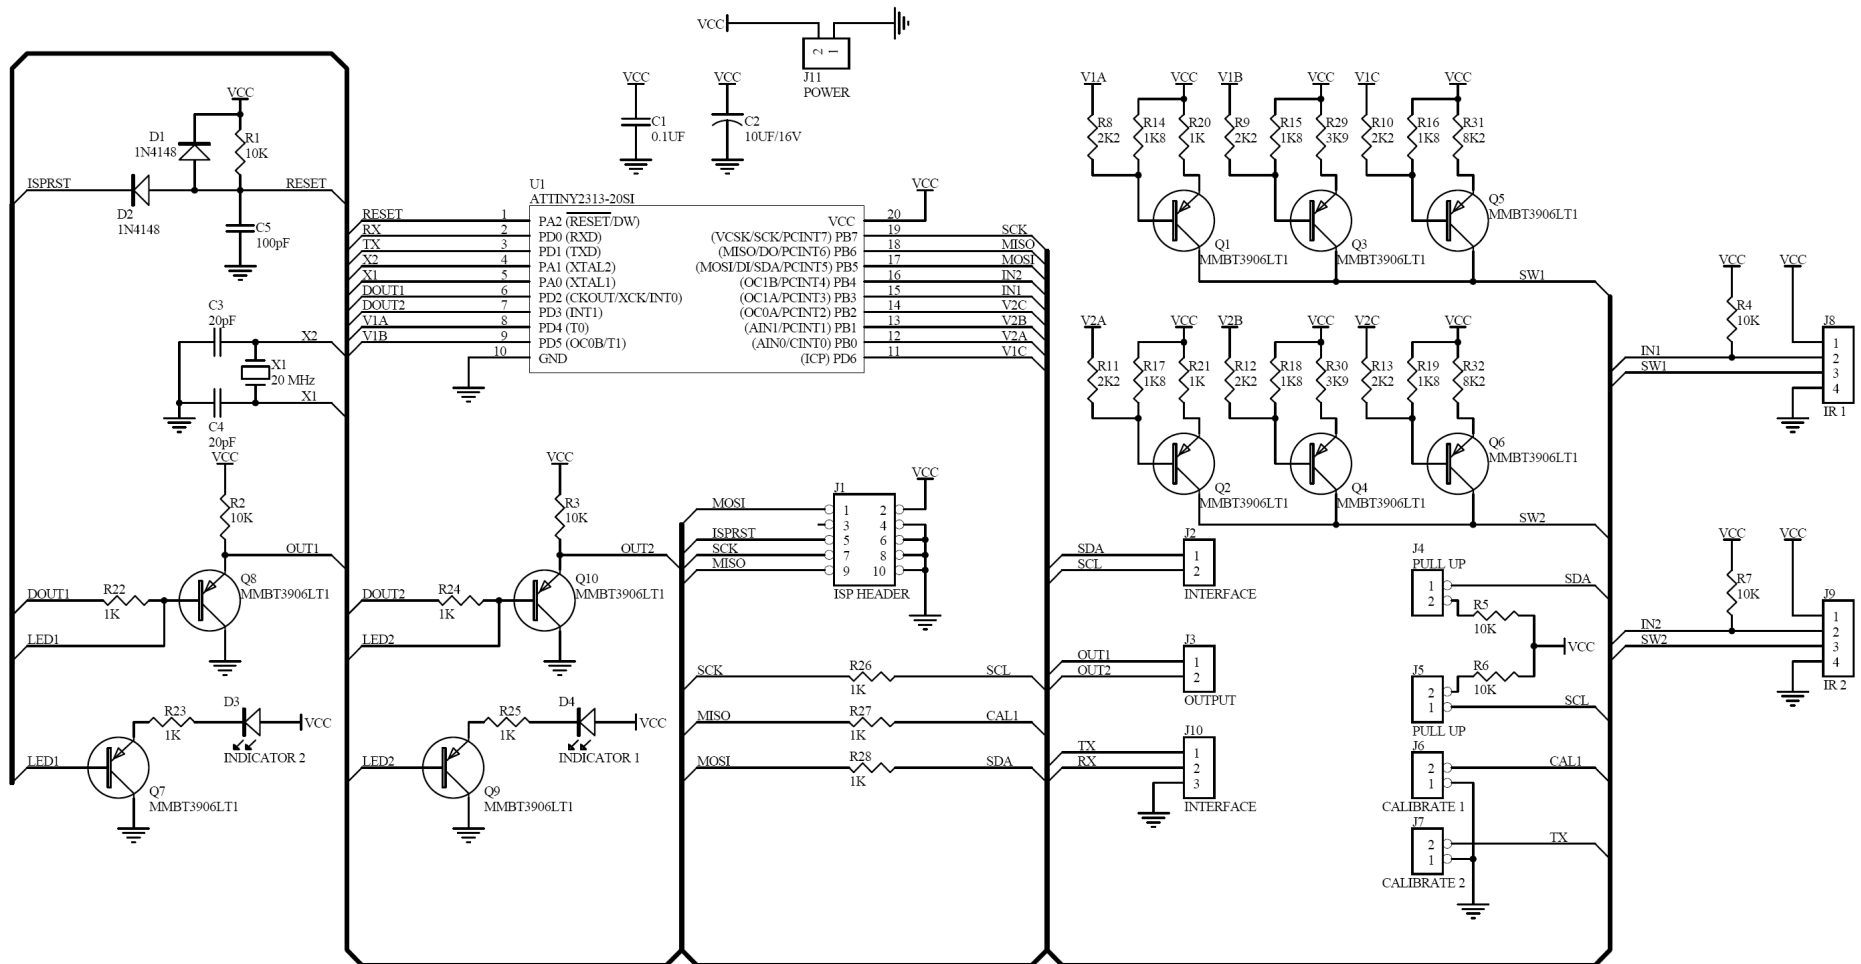 VCC
2 1
J11
POWER
VCC
C1
0.1UF
VCC
C2
10UF/16V
VCC
D1
1N4148
R1
10K
ISPRST
RESET
D2
1N4148
C5
100pF
C3
20pF
X2
X1
20 MHz
X1
C4
20pF
U1
ATTINY2313-20SI
RESET 1 PA2 (RESET/DW)
RX 2 PD0 (RXD)
TX 3 PD1 (TXD)
X2 4 PA1 (XTAL2)
X1 5 PA0 (XTAL1)
DOUT1 6 PD2 (CKOUT/XCK/INT0)
DOUT2 7 PD3 (INT1)
V1A 8 PD4 (T0)
V1B 9 PD5 (OC0B/T1)
10 GND
VCC
VCC 20
(VCSK/SCK/PCINT7) PB7 19 SCK
(MISO/DO/PCINT6) PB6 18 MISO
(MOSI/DI/SDA/PCINT5) PB5 17 MOSI
(OC1B/PCINT4) PB4 16 IN2
(OC1A/PCINT3) PB3 15 IN1
(OC0A/PCINT2) PB2 14 V2C
(AIN1/PCINT1) PB1 13 V2B
(AIN0/CINT0) PB0 12 V2A
(ICP) PD6 11 V1C
V1A VCC V1B VCC V1C VCC
R8
2K2
R14
1K8
R20
1K
R9
2K2
R15
1K8
R29
3K9
R10
2K2
R16
1K8
R31
8K2
Q1
MMBT3906LT1
Q3
MMBT3906LT1
Q5
MMBT3906LT1
SW1
V2A VCC V2B VCC V2C VCC
R11
2K2
R17
1K8
R21
1K
R12
2K2
R18
1K8
R30
3K9
R13
2K2
R19
1K8
R32
8K2
Q2
MMBT3906LT1
Q4
MMBT3906LT1
Q6
MMBT3906LT1
SW2
VCC
VCC
R4
10K
J8
IN1
SW1
1
2
3
4
IR 1
VCC
VCC
R7
10K
J9
IN2
SW2
1
2
3
4
IR 2
VCC
R2
10K
OUT1
Q8
MMBT3906LT1
DOUT1
R22
1K
LED1
D3
R23
1K
VCC
INDICATOR 2
LED1
Q7
MMBT3906LT1
VCC
R3
10K
OUT2
Q10
MMBT3906LT1
DOUT2
R24
1K
LED2
D4
R25
1K
VCC
INDICATOR 1
LED2
Q9
MMBT3906LT1
VCC
J1
MOSI 1 2
3 4
ISPRST 5 6
SCK 7 8
MISO 9 10
ISP HEADER
SCK R26 SCL
1K
MISO R27 CAL1
1K
MOSI R28 SDA
1K
J2
SDA 1
SCL 2
INTERFACE
J3
OUT1 1
OUT2 2
OUTPUT
J10
TX 1
RX 2
3
INTERFACE
J4
PULL UP
1 SDA
2
R5
10K
VCC
R6
10K
J5
2
1 SCL
PULL UP
J6
2 CAL1
1
CALIBRATE 1
J7
2 TX
1
CALIBRATE 2